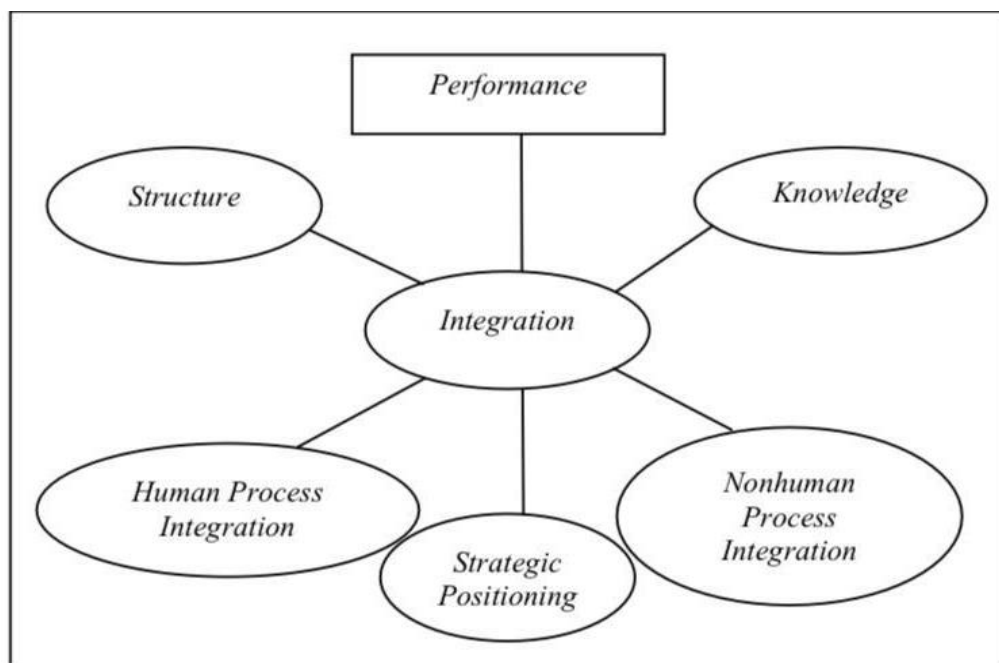 Performance
Structure
Knowledge
Integration
Human Process
Integration
Strategic
Positioning
Nonhuman
Process
Integration